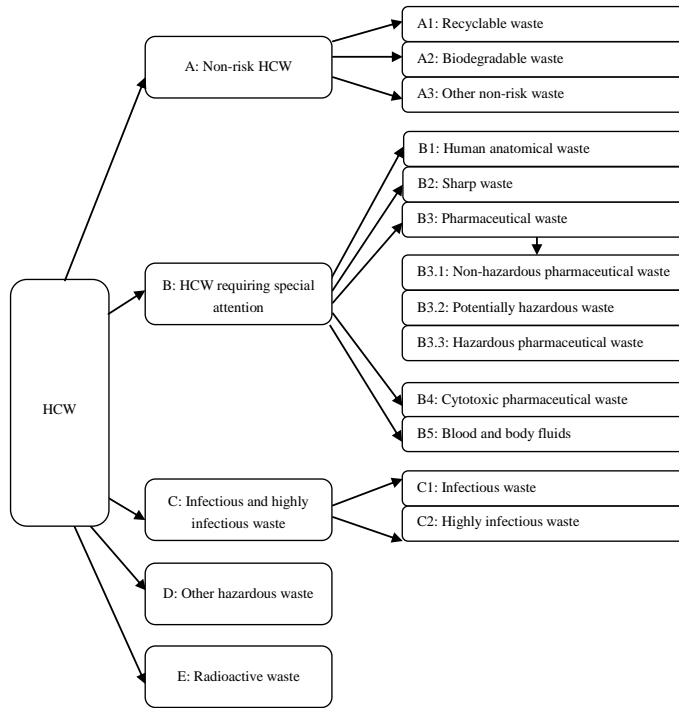 HCW
A: Non-risk HCW
A1: Recyclable waste
A2: Biodegradable waste
A3: Other non-risk waste
B: HCW requiring special
attention
B1: Human anatomical waste
B2: Sharp waste
B3: Pharmaceutical waste
B3.1: Non-hazardous pharmaceutical waste
B3.2: Potentially hazardous waste
B3.3: Hazardous pharmaceutical waste
B4: Cytotoxic pharmaceutical waste
B5: Blood and body fluids
C: Infectious and highly
infectious waste
C1: Infectious waste
C2: Highly infectious waste
D: Other hazardous waste
E: Radioactive waste